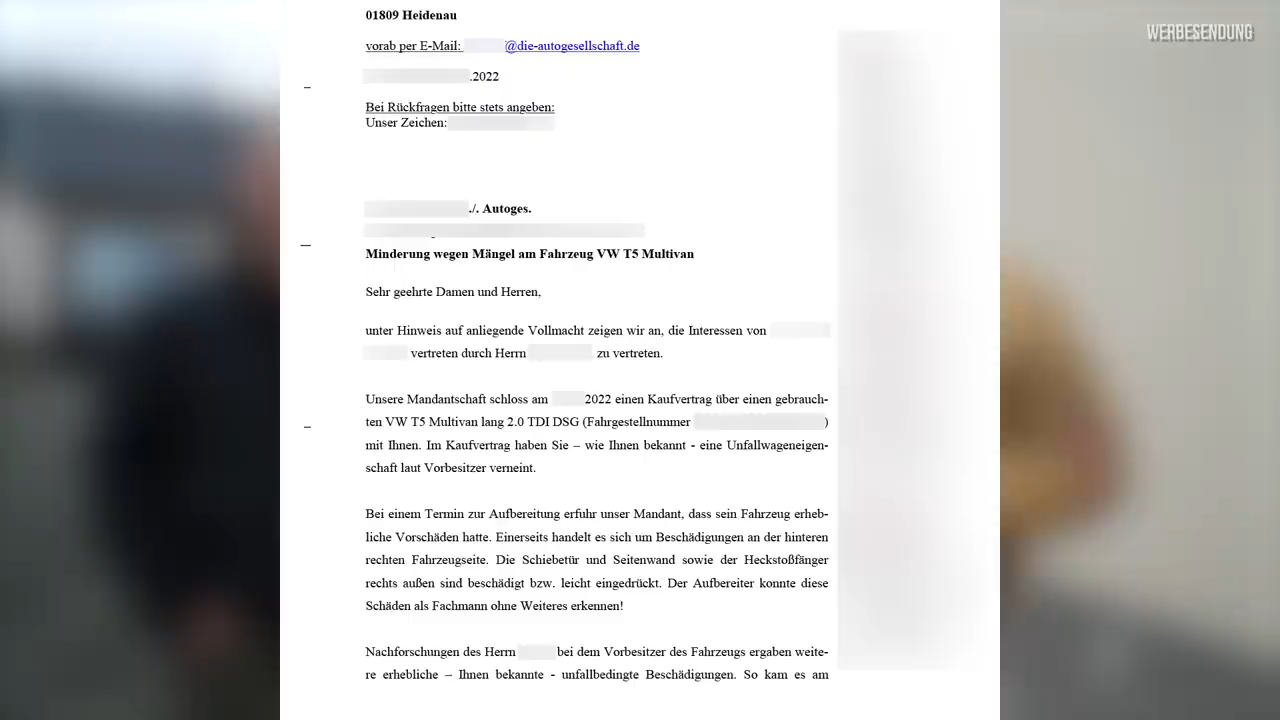 WERBESENDUNG
01809 Heidenau
vorab per E-Mail: @die-autogesellschaft.de
.2022
Bei Rückfragen bitte stets angeben:
Unser Zeichen:
./. Autoges.
Minderung wegen Mängel am Fahrzeug VW T5 Multivan
Sehr geehrte Damen und Herren,
unter Hinweis auf anliegende Vollmacht zeigen wir an, die Interessen von
vertreten durch Herrn zu vertreten.
Unsere Mandantschaft schloss am 2022 einen Kaufvertrag über einen gebrauch-
ten VW T5 Multivan lang 2.0 TDI DSG (Fahrgestellnummer )
mit Ihnen. Im Kaufvertrag haben Sie – wie Ihnen bekannt - eine Unfallwageneigen-
schaft laut Vorbesitzer verneint.
Bei einem Termin zur Aufbereitung erfuhr unser Mandant, dass sein Fahrzeug erheb-
liche Vorschäden hatte. Einerseits handelt es sich um Beschädigungen an der hinteren
rechten Fahrzeugseite. Die Schiebetür und Seitenwand sowie der Heckstoßfänger
rechts außen sind beschädigt bzw. leicht eingedrückt. Der Aufbereiter konnte diese
Schäden als Fachmann ohne Weiteres erkennen!
Nachforschungen des Herrn bei dem Vorbesitzer des Fahrzeugs ergaben weite-
re erhebliche – Ihnen bekannte - unfallbedingte Beschädigungen. So kam es am